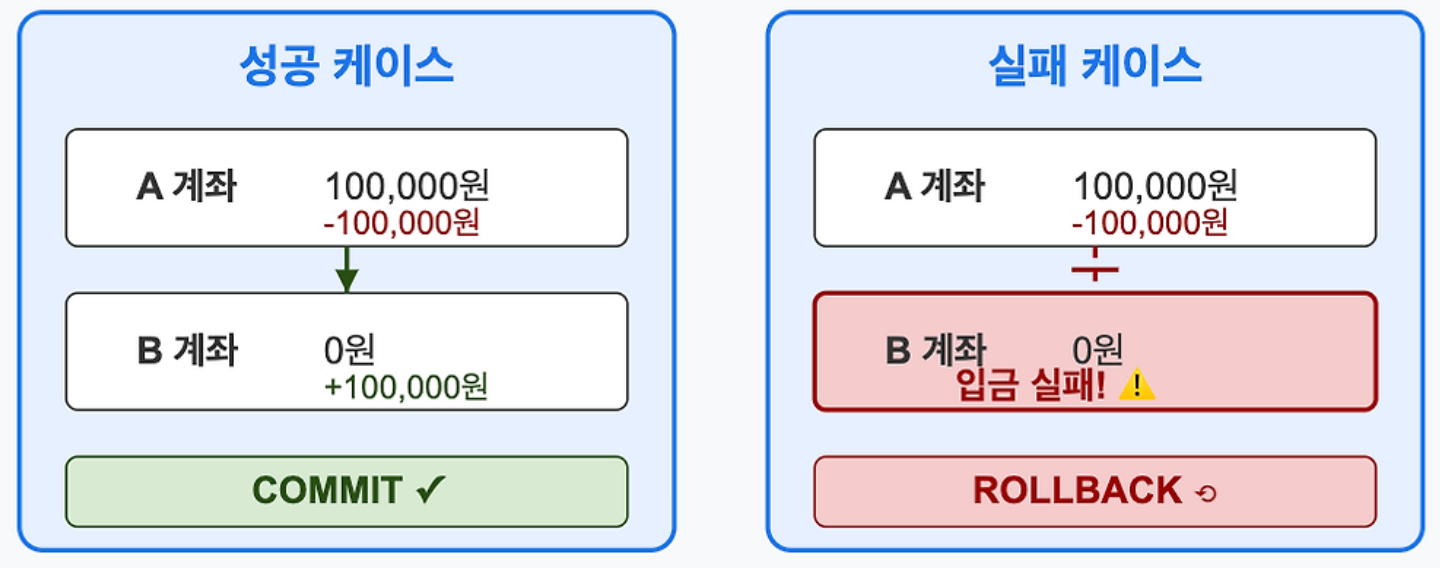 성공 케이스
A 계좌 100,000원
-100,000원
B 계좌 0원
+100,000원
COMMIT ✓
실패 케이스
A 계좌 100,000원
-100,000원
B 계좌 0원
입금 실패! ⚠️
ROLLBACK ⟲